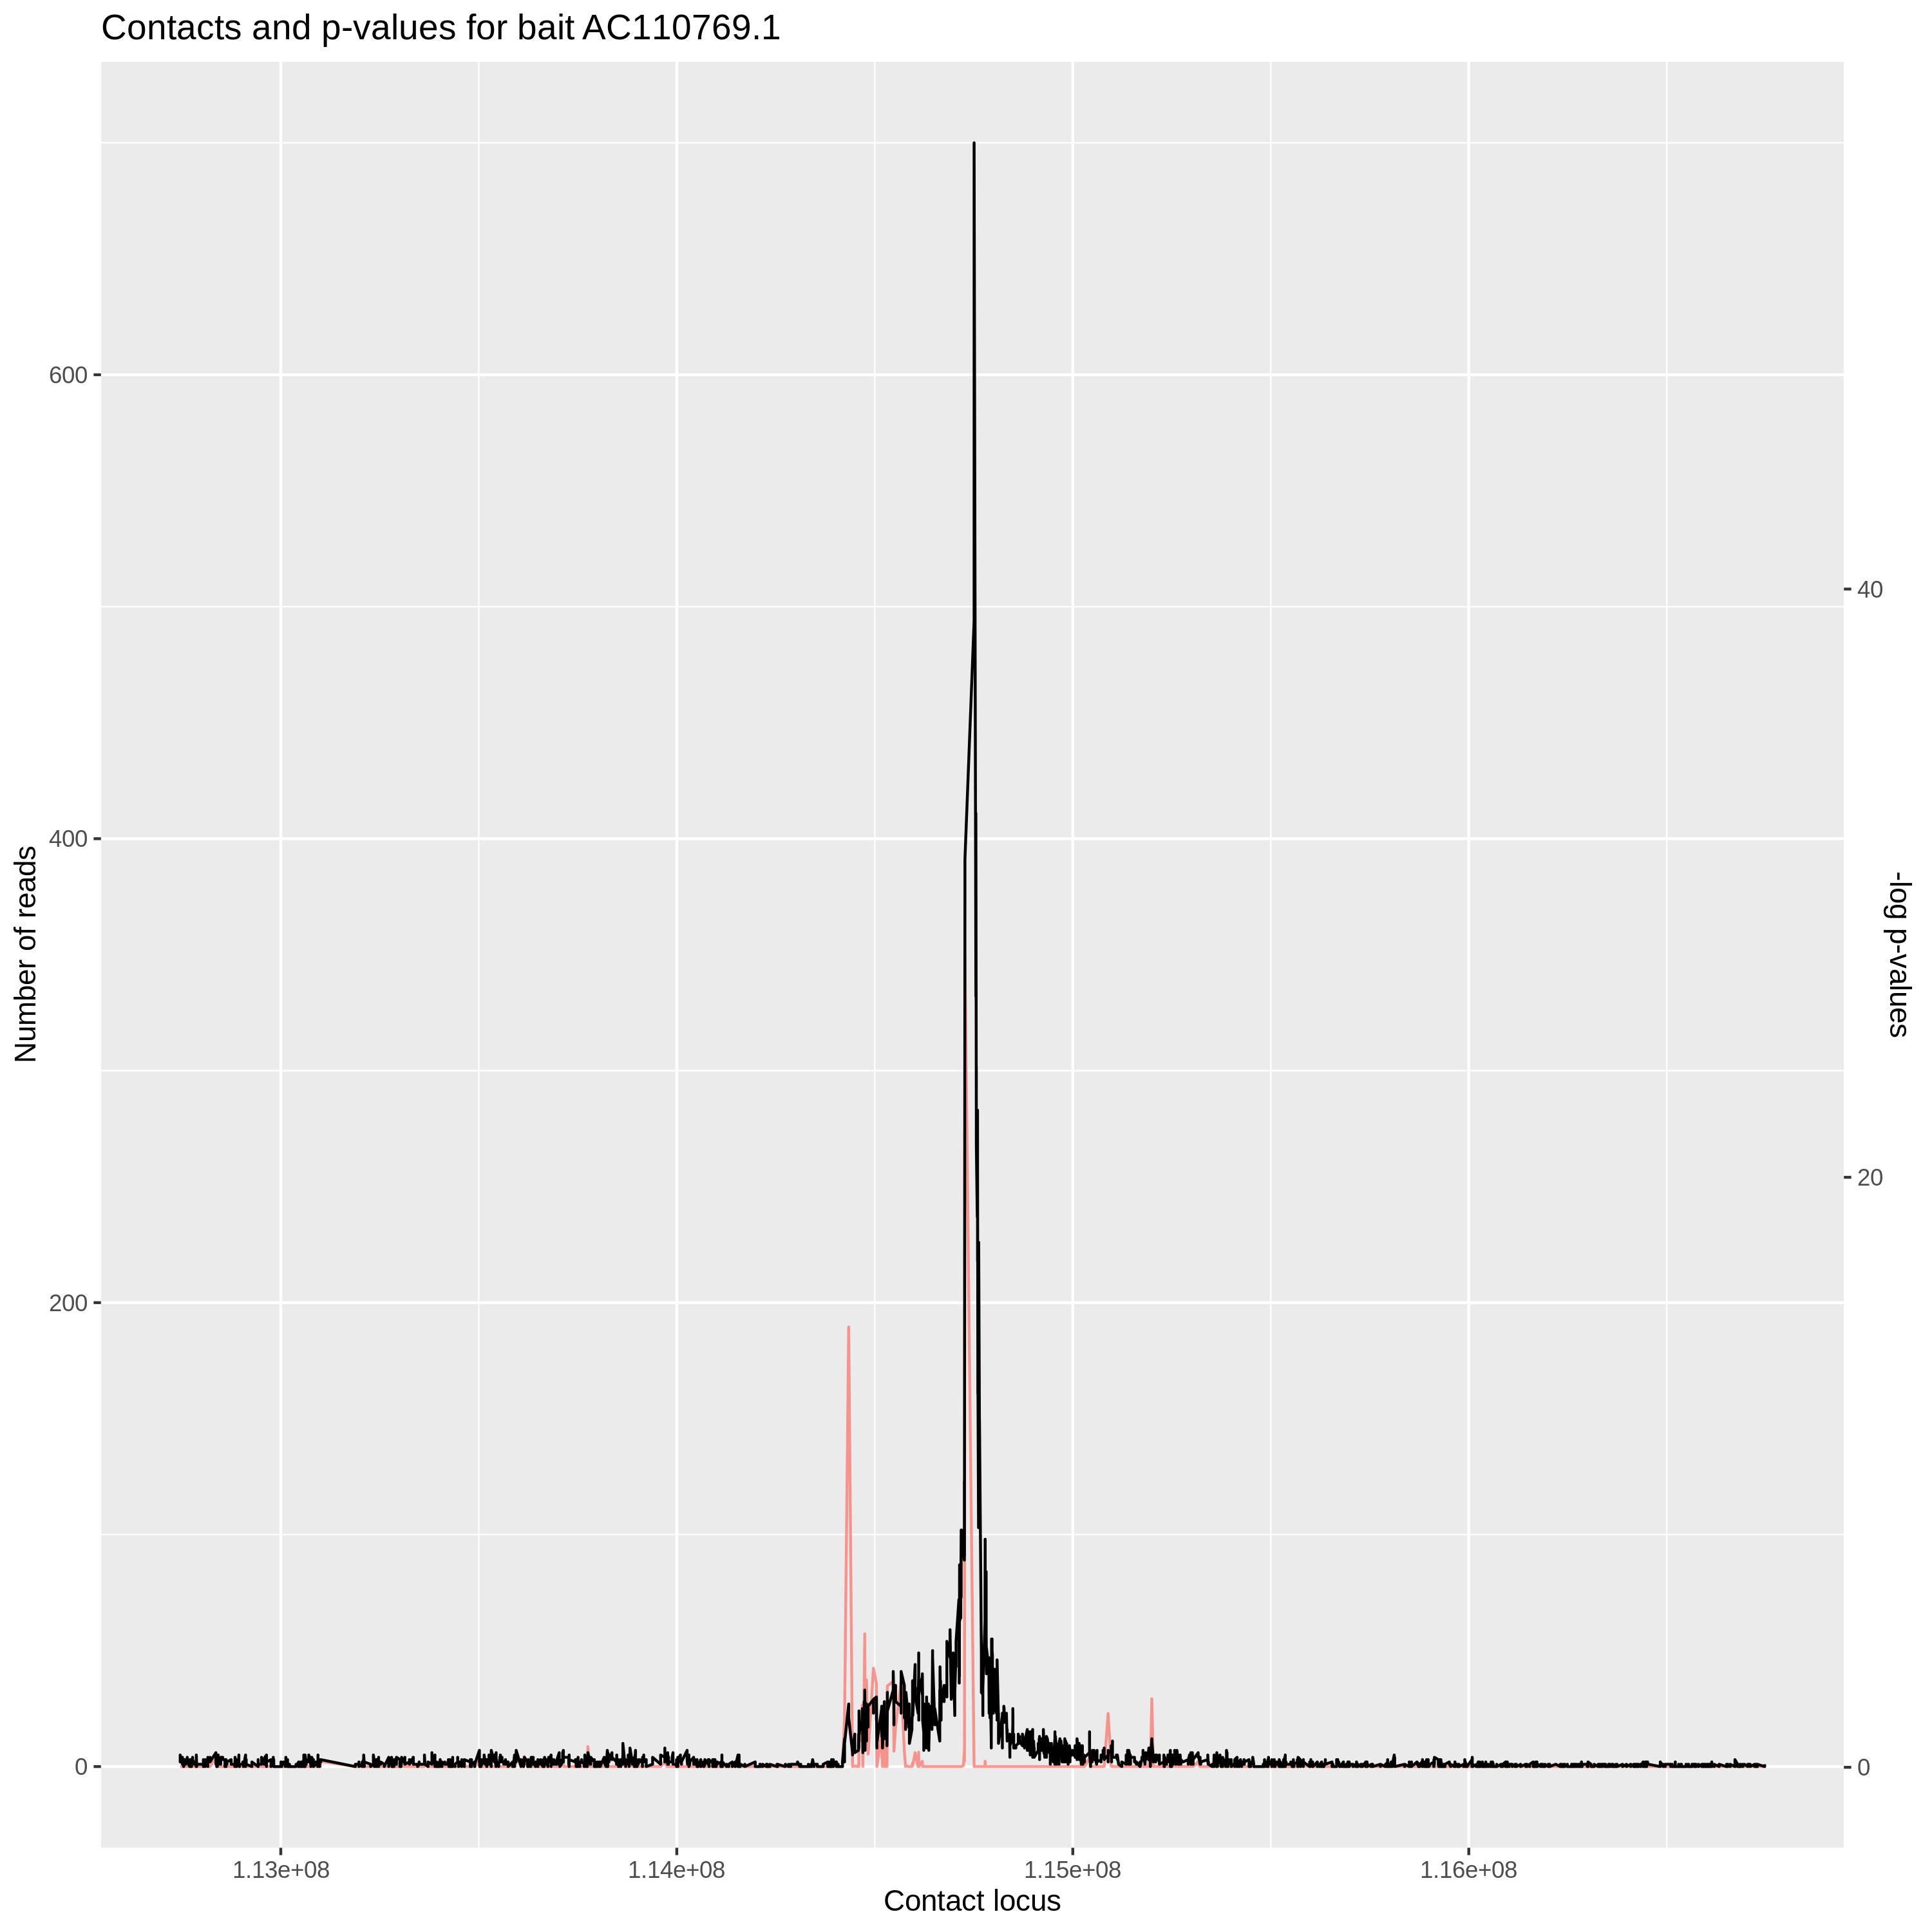 Contacts and p-values for bait AC110769.1
600
400
200
0
Number of reads
40
20
0
-log p-values
1.13e+08
1.14e+08
1.15e+08
1.16e+08
Contact locus